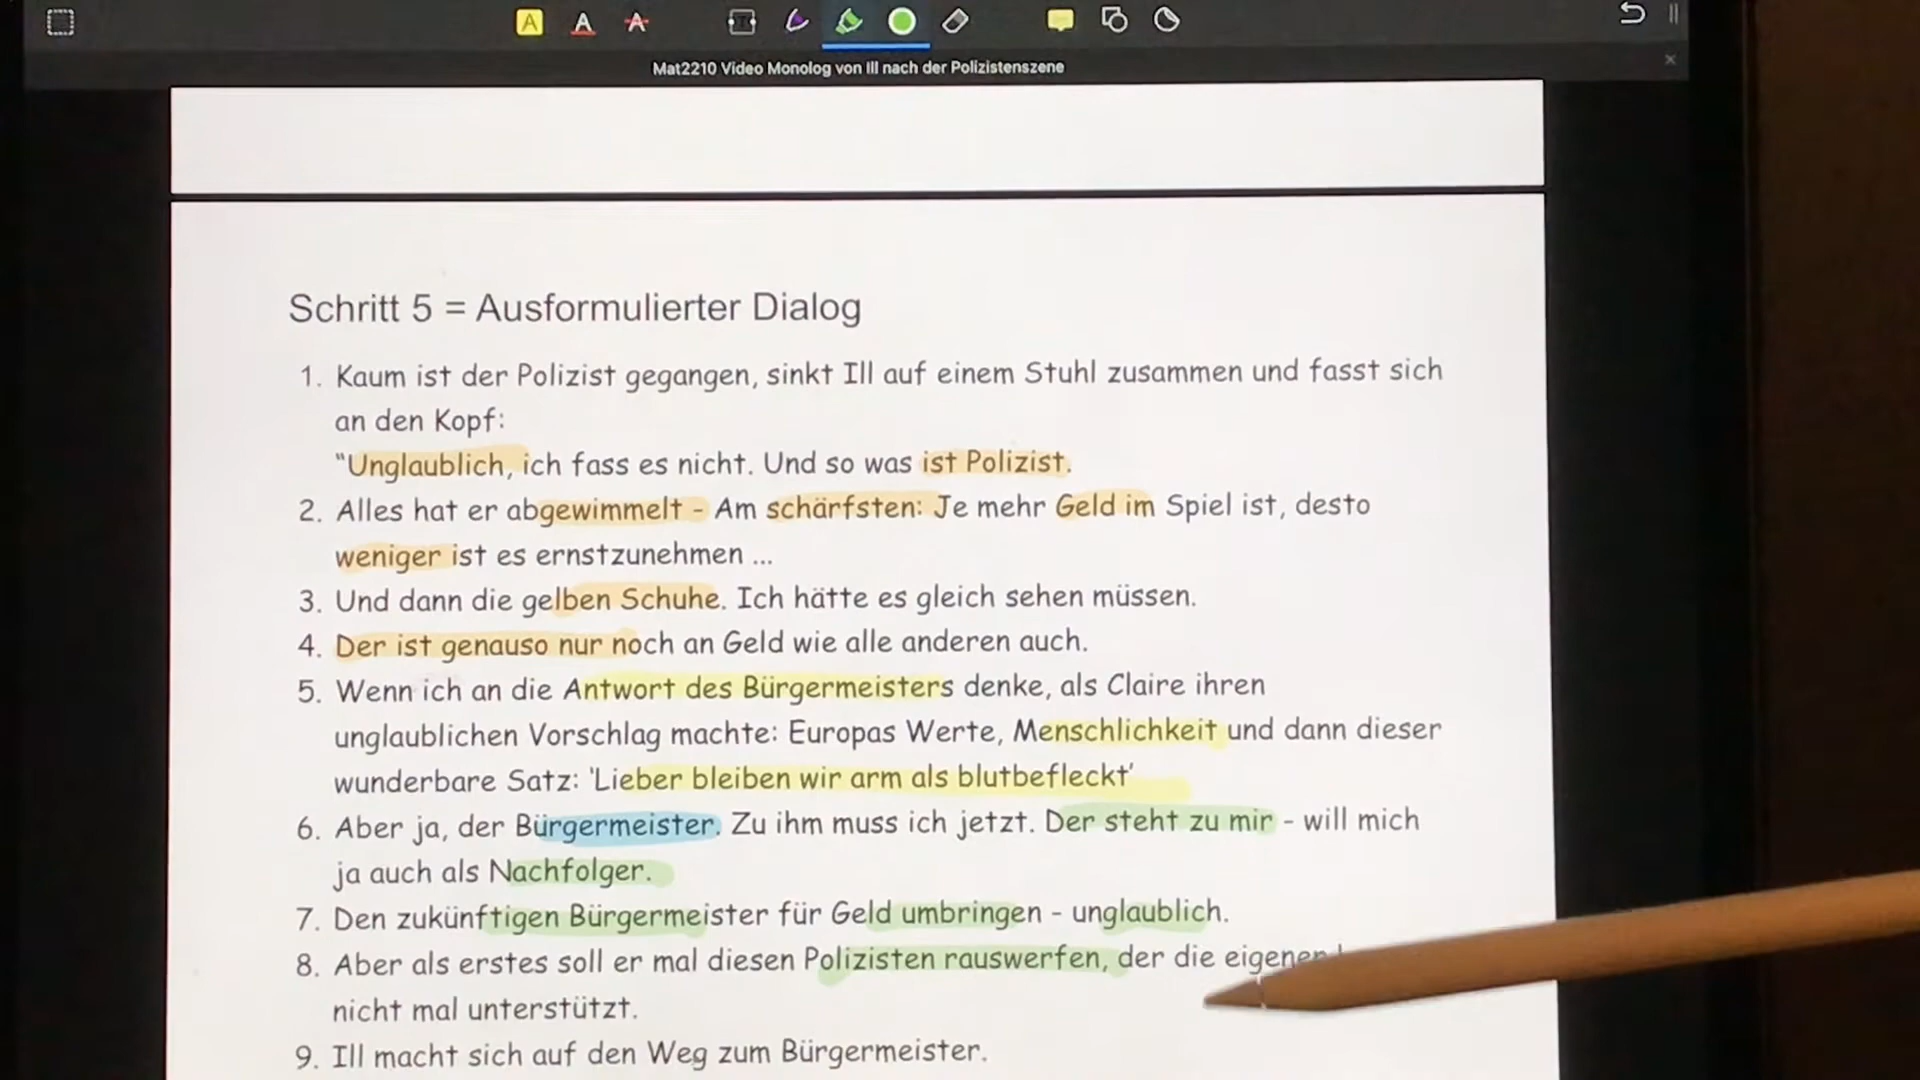 A A A
Mat2210 Video Monolog von Ill nach der Polizistenszene
Schritt 5 = Ausformulierter Dialog
1. Kaum ist der Polizist gegangen, sinkt Ill auf einem Stuhl zusammen und fasst sich
an den Kopf:
"Unglaublich, ich fass es nicht. Und so was ist Polizist.
2. Alles hat er abgewimmelt - Am schärfsten: Je mehr Geld im Spiel ist, desto
weniger ist es ernstzunehmen ...
3. Und dann die gelben Schuhe. Ich hätte es gleich sehen müssen.
4. Der ist genauso nur noch an Geld wie alle anderen auch.
5. Wenn ich an die Antwort des Bürgermeisters denke, als Claire ihren
unglaublichen Vorschlag machte: Europas Werte, Menschlichkeit und dann dieser
wunderbare Satz: 'Lieber bleiben wir arm als blutbefleckt'
6. Aber ja, der Bürgermeister. Zu ihm muss ich jetzt. Der steht zu mir - will mich
ja auch als Nachfolger.
7. Den zukünftigen Bürgermeister für Geld umbringen - unglaublich.
8. Aber als erstes soll er mal diesen Polizisten rauswerfen, der die eigenen
nicht mal unterstützt.
9. Ill macht sich auf den Weg zum Bürgermeister.